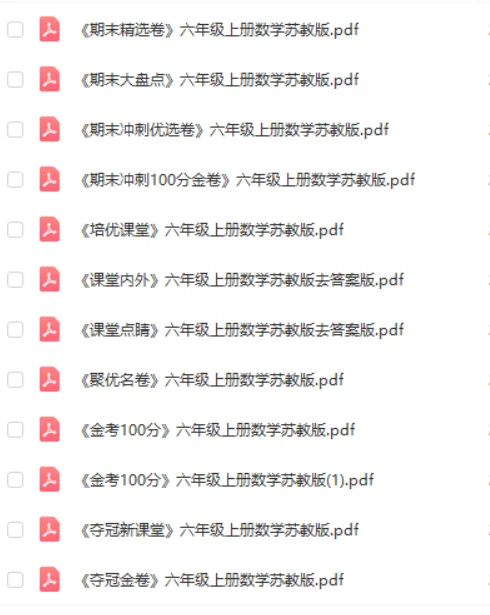 《期末精选卷》六年级上册数学苏教版.pdf
《期末大盘点》六年级上册数学苏教版.pdf
《期末冲刺优选卷》六年级上册数学苏教版.pdf
《期末冲刺100分金卷》六年级上册数学苏教版.pdf
《培优课堂》六年级上册数学苏教版.pdf
《课堂内外》六年级上册数学苏教版去答案版.pdf
《课堂点睛》六年级上册数学苏教版去答案版.pdf
《聚优名卷》六年级上册数学苏教版.pdf
《金考100分》六年级上册数学苏教版.pdf
《金考100分》六年级上册数学苏教版(1).pdf
《夺冠新课堂》六年级上册数学苏教版.pdf
《夺冠金卷》六年级上册数学苏教版.pdf